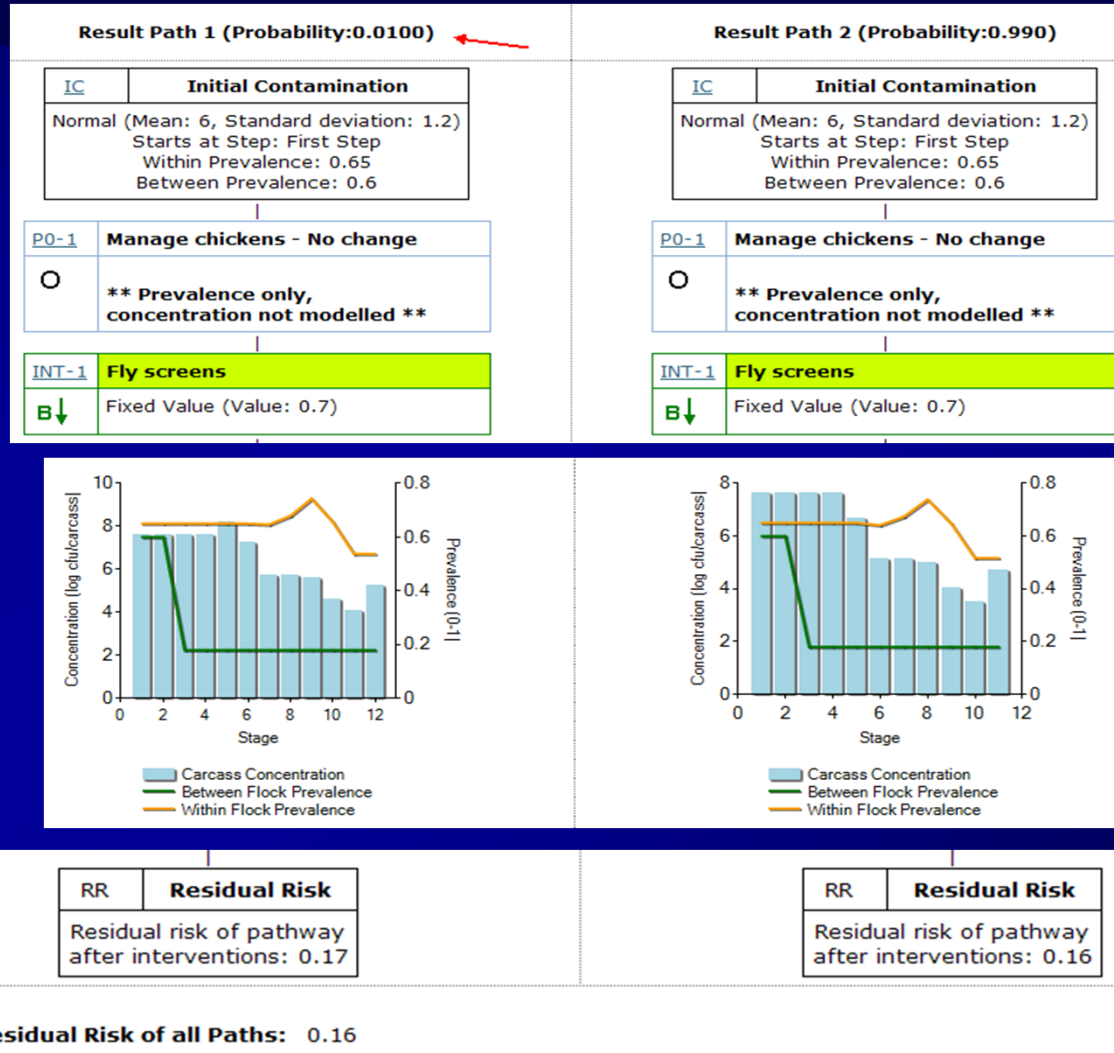 Result Path 1 (Probability:0.0100)
IC Initial Contamination
Normal (Mean: 6, Standard deviation: 1.2)
Starts at Step: First Step
Within Prevalence: 0.65
Between Prevalence: 0.6
P0-1 Manage chickens - No change
O
** Prevalence only,
concentration not modelled **
INT-1 Fly screens
B Fixed Value (Value: 0.7)
Result Path 2 (Probability:0.990)
IC Initial Contamination
Normal (Mean: 6, Standard deviation: 1.2)
Starts at Step: First Step
Within Prevalence: 0.65
Between Prevalence: 0.6
P0-1 Manage chickens - No change
O
** Prevalence only,
concentration not modelled **
INT-1 Fly screens
B Fixed Value (Value: 0.7)
Concentration [log cfu/carcass]
10
8
6
4
2
0
0.8
0.6
0.4
0.2
0
Prevalence [0-1]
0 2 4 6 8 10 12
Stage
Carcass Concentration
Between Flock Prevalence
Within Flock Prevalence
Concentration [log cfu/carcass]
8
6
4
2
0
0.8
0.6
0.4
0.2
0
Prevalence [0-1]
0 2 4 6 8 10 12
Stage
Carcass Concentration
Between Flock Prevalence
Within Flock Prevalence
RR Residual Risk
Residual risk of pathway
after interventions: 0.17
RR Residual Risk
Residual risk of pathway
after interventions: 0.16
esidual Risk of all Paths: 0.16